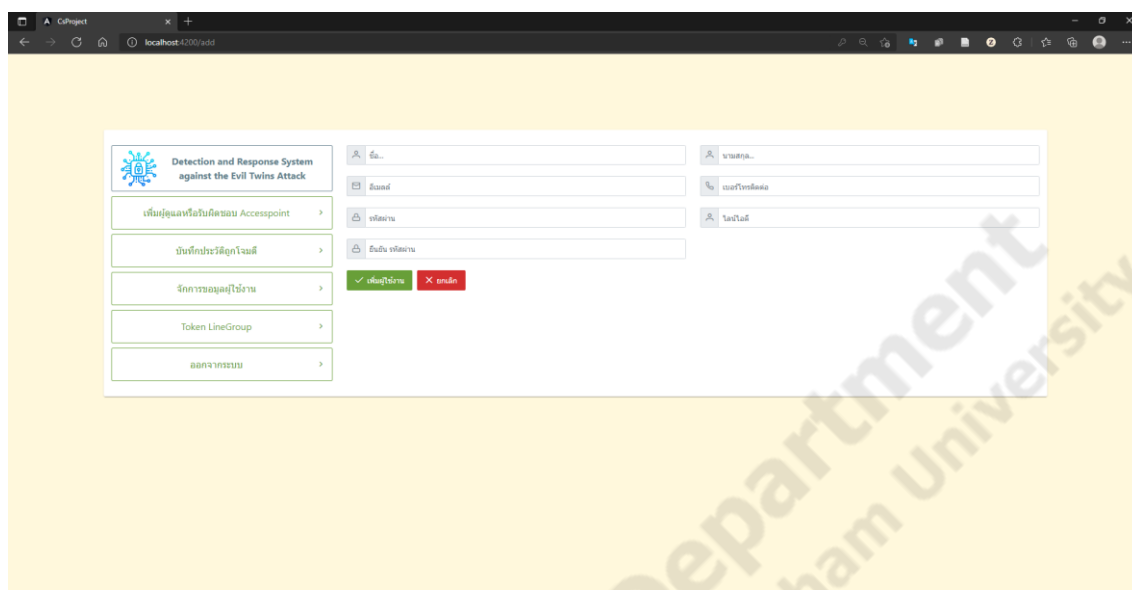 CsProject
localhost:4200/add
Detection and Response System
against the Evil Twins Attack
เพิ่มผู้ดูแลหรือรับผิดชอบ Accesspoint
บันทึกประวัติถูกโจมตี
จักการขอมูลผู้ใช้งาน
Token LineGroup
ออกจากระบบ
ชื่อ...
นามสกุล...
อีเมลล์
เบอร์โทรติดต่อ
รหัสผ่าน
ไลน์ไอดี
ยืนยัน รหัสผ่าน
เพิ่มผู้ใช้งาน
ยกเลิก
Department
ham University